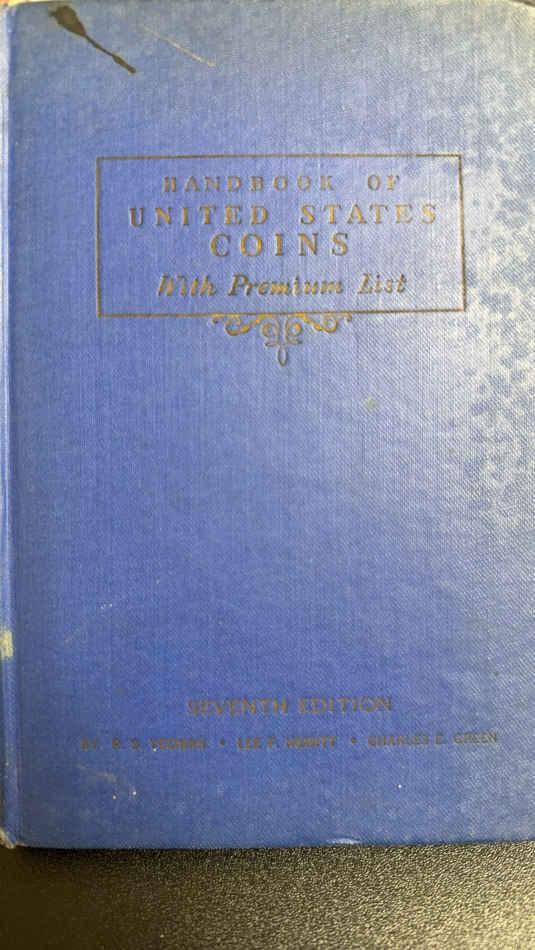 HANDBOOK OF
UNITED STATES
COINS
With Premium List
SEVENTH EDITION
BY R. S. YEOMAN • LEE F. HEWITT • CHARLES E. GREEN